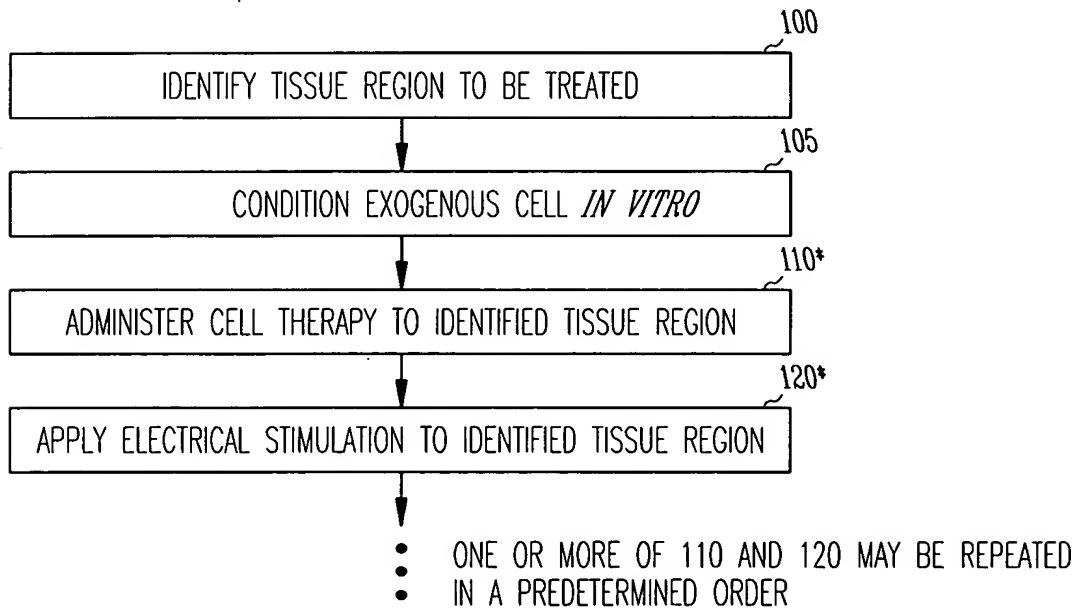 100
IDENTIFY TISSUE REGION TO BE TREATED
105
CONDITION EXOGENOUS CELL IN VITRO
110*
ADMINISTER CELL THERAPY TO IDENTIFIED TISSUE REGION
120*
APPLY ELECTRICAL STIMULATION TO IDENTIFIED TISSUE REGION
ONE OR MORE OF 110 AND 120 MAY BE REPEATED
IN A PREDETERMINED ORDER